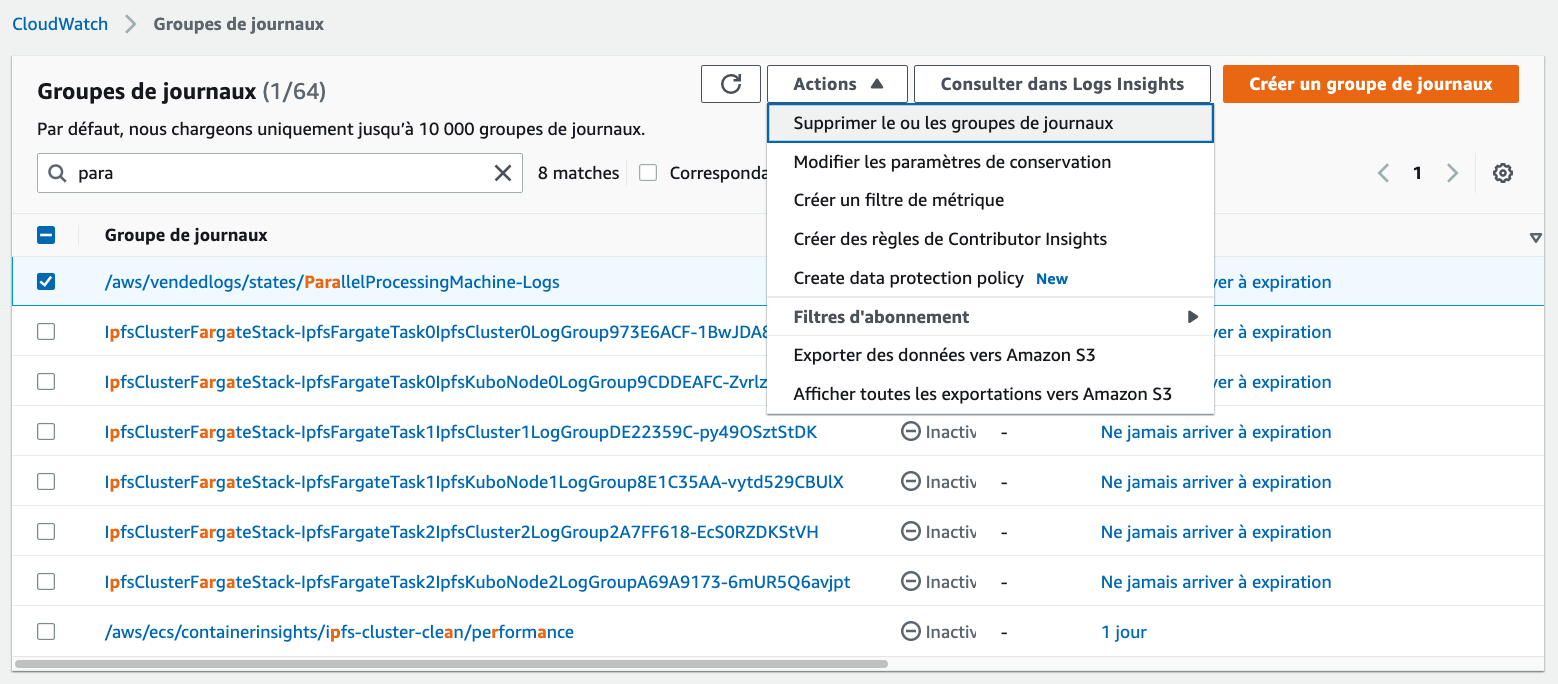 CloudWatch > Groupes de journaux
Groupes de journaux (1/64)
Actions ▲
Consulter dans Logs Insights
Créer un groupe de journaux
Par défaut, nous chargeons uniquement jusqu'à 10 000 groupes de journaux.
para
8 matches
Corresponda
1
Supprimer le ou les groupes de journaux
Modifier les paramètres de conservation
Créer un filtre de métrique
Créer des règles de Contributor Insights
Create data protection policy New
Filtres d'abonnement
Exporter des données vers Amazon S3
Afficher toutes les exportations vers Amazon S3
Groupe de journaux
/aws/vendedlogs/states/ParallelProcessingMachine-Logs ver à expiration
IpfsClusterFargateStack-IpfsFargateTask0IpfsCluster0LogGroup973E6ACF-1BwJDA8 ver à expiration
IpfsClusterFargateStack-IpfsFargateTask0IpfsKuboNode0LogGroup9CDDEAFC-Zvrlz ver à expiration
IpfsClusterFargateStack-IpfsFargateTask1IpfsCluster1LogGroupDE22359C-py49OSztStDK Inactiv - Ne jamais arriver à expiration
IpfsClusterFargateStack-IpfsFargateTask1IpfsKuboNode1LogGroup8E1C35AA-vytd529CBUlX Inactiv - Ne jamais arriver à expiration
IpfsClusterFargateStack-IpfsFargateTask2IpfsCluster2LogGroup2A7FF618-EcS0RZDKStVH Inactiv - Ne jamais arriver à expiration
IpfsClusterFargateStack-IpfsFargateTask2IpfsKuboNode2LogGroupA69A9173-6mUR5Q6avjpt Inactiv - Ne jamais arriver à expiration
/aws/ecs/containerinsights/ipfs-cluster-clean/performance Inactiv - 1 jour